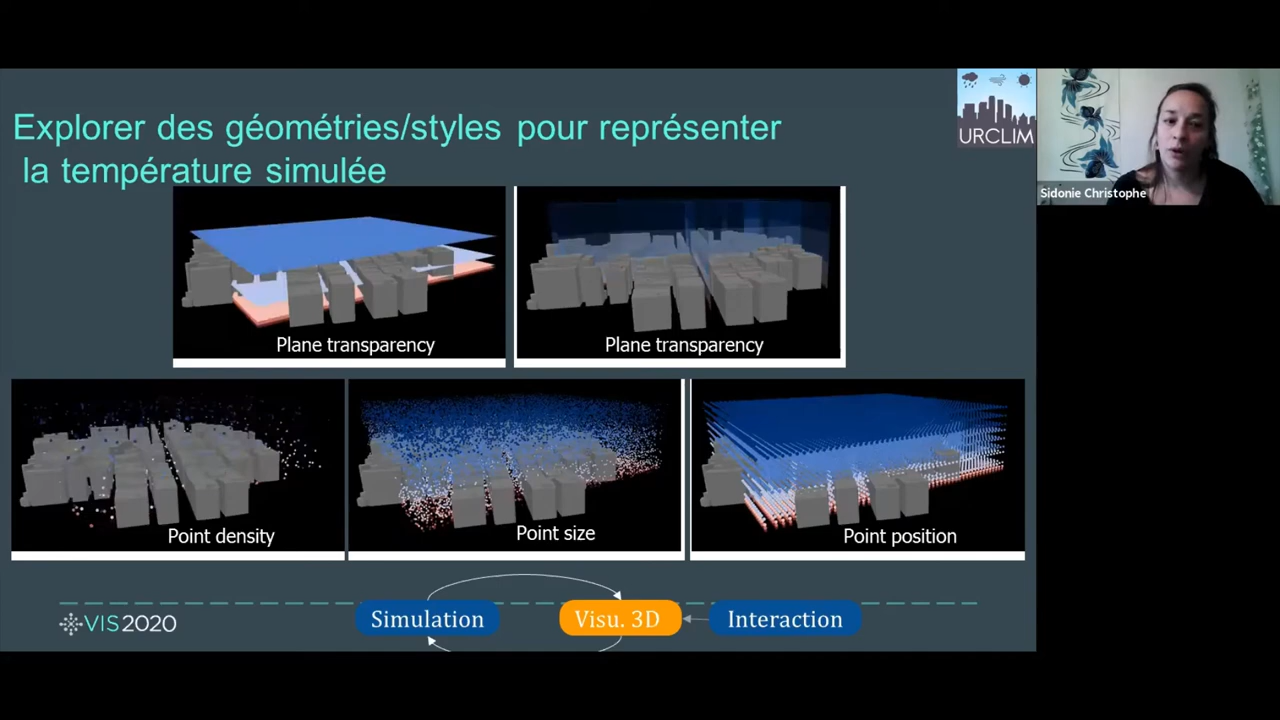 Explorer des géométries/styles pour représenter
la température simulée
URCLIM
Sidonie Christophe
Plane transparency
Plane transparency
Point density
Point size
Point position
VIS2020
Simulation
Visu. 3D
Interaction